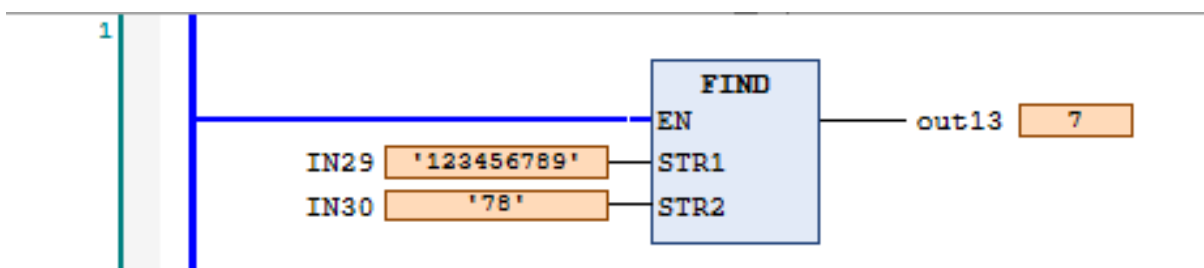 1
FIND
EN out13 7
IN29 '123456789' STR1
IN30 '78' STR2